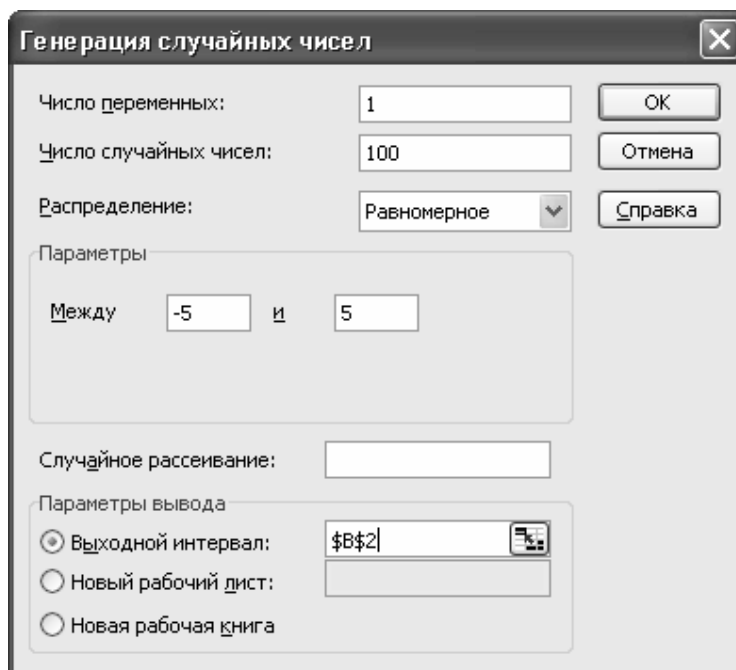 Генерация случайных чисел
Число переменных: 1 ОК
Число случайных чисел: 100 Отмена
Распределение: Равномерное Справка
Параметры
Между -5 и 5
Случайное рассеивание:
Параметры вывода
Выходной интервал: $B$2
Новый рабочий лист:
Новая рабочая книга